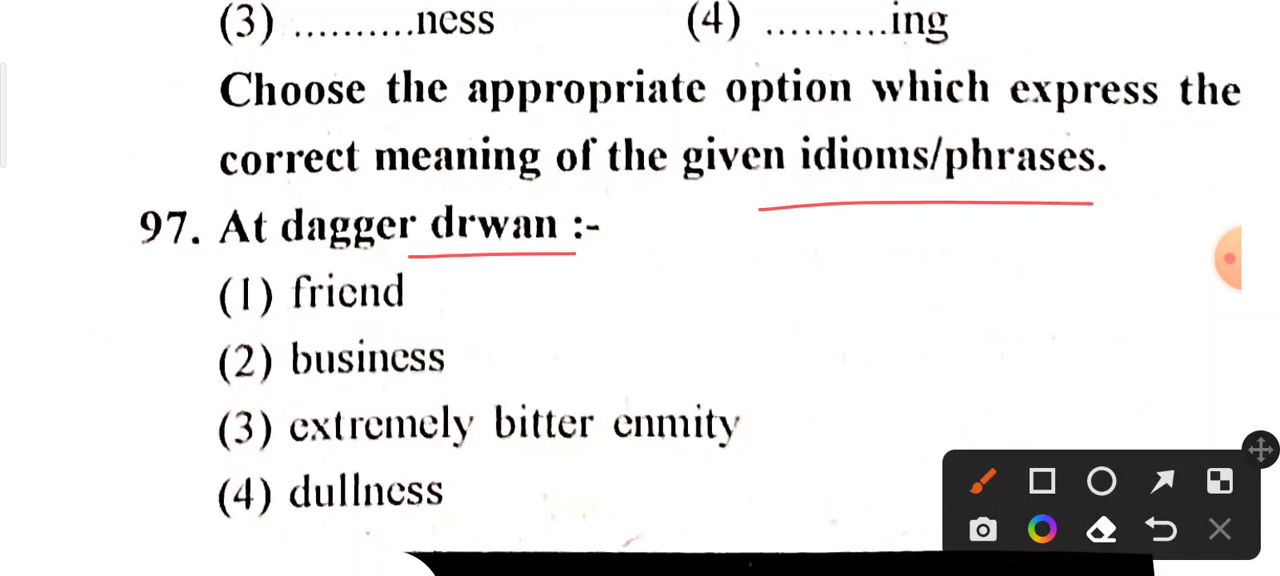 (3) ..........ness (4) ..........ing
Choose the appropriate option which express the
correct meaning of the given idioms/phrases.
97. At dagger drwan :-
(1) friend
(2) business
(3) extremely bitter enmity
(4) dullness